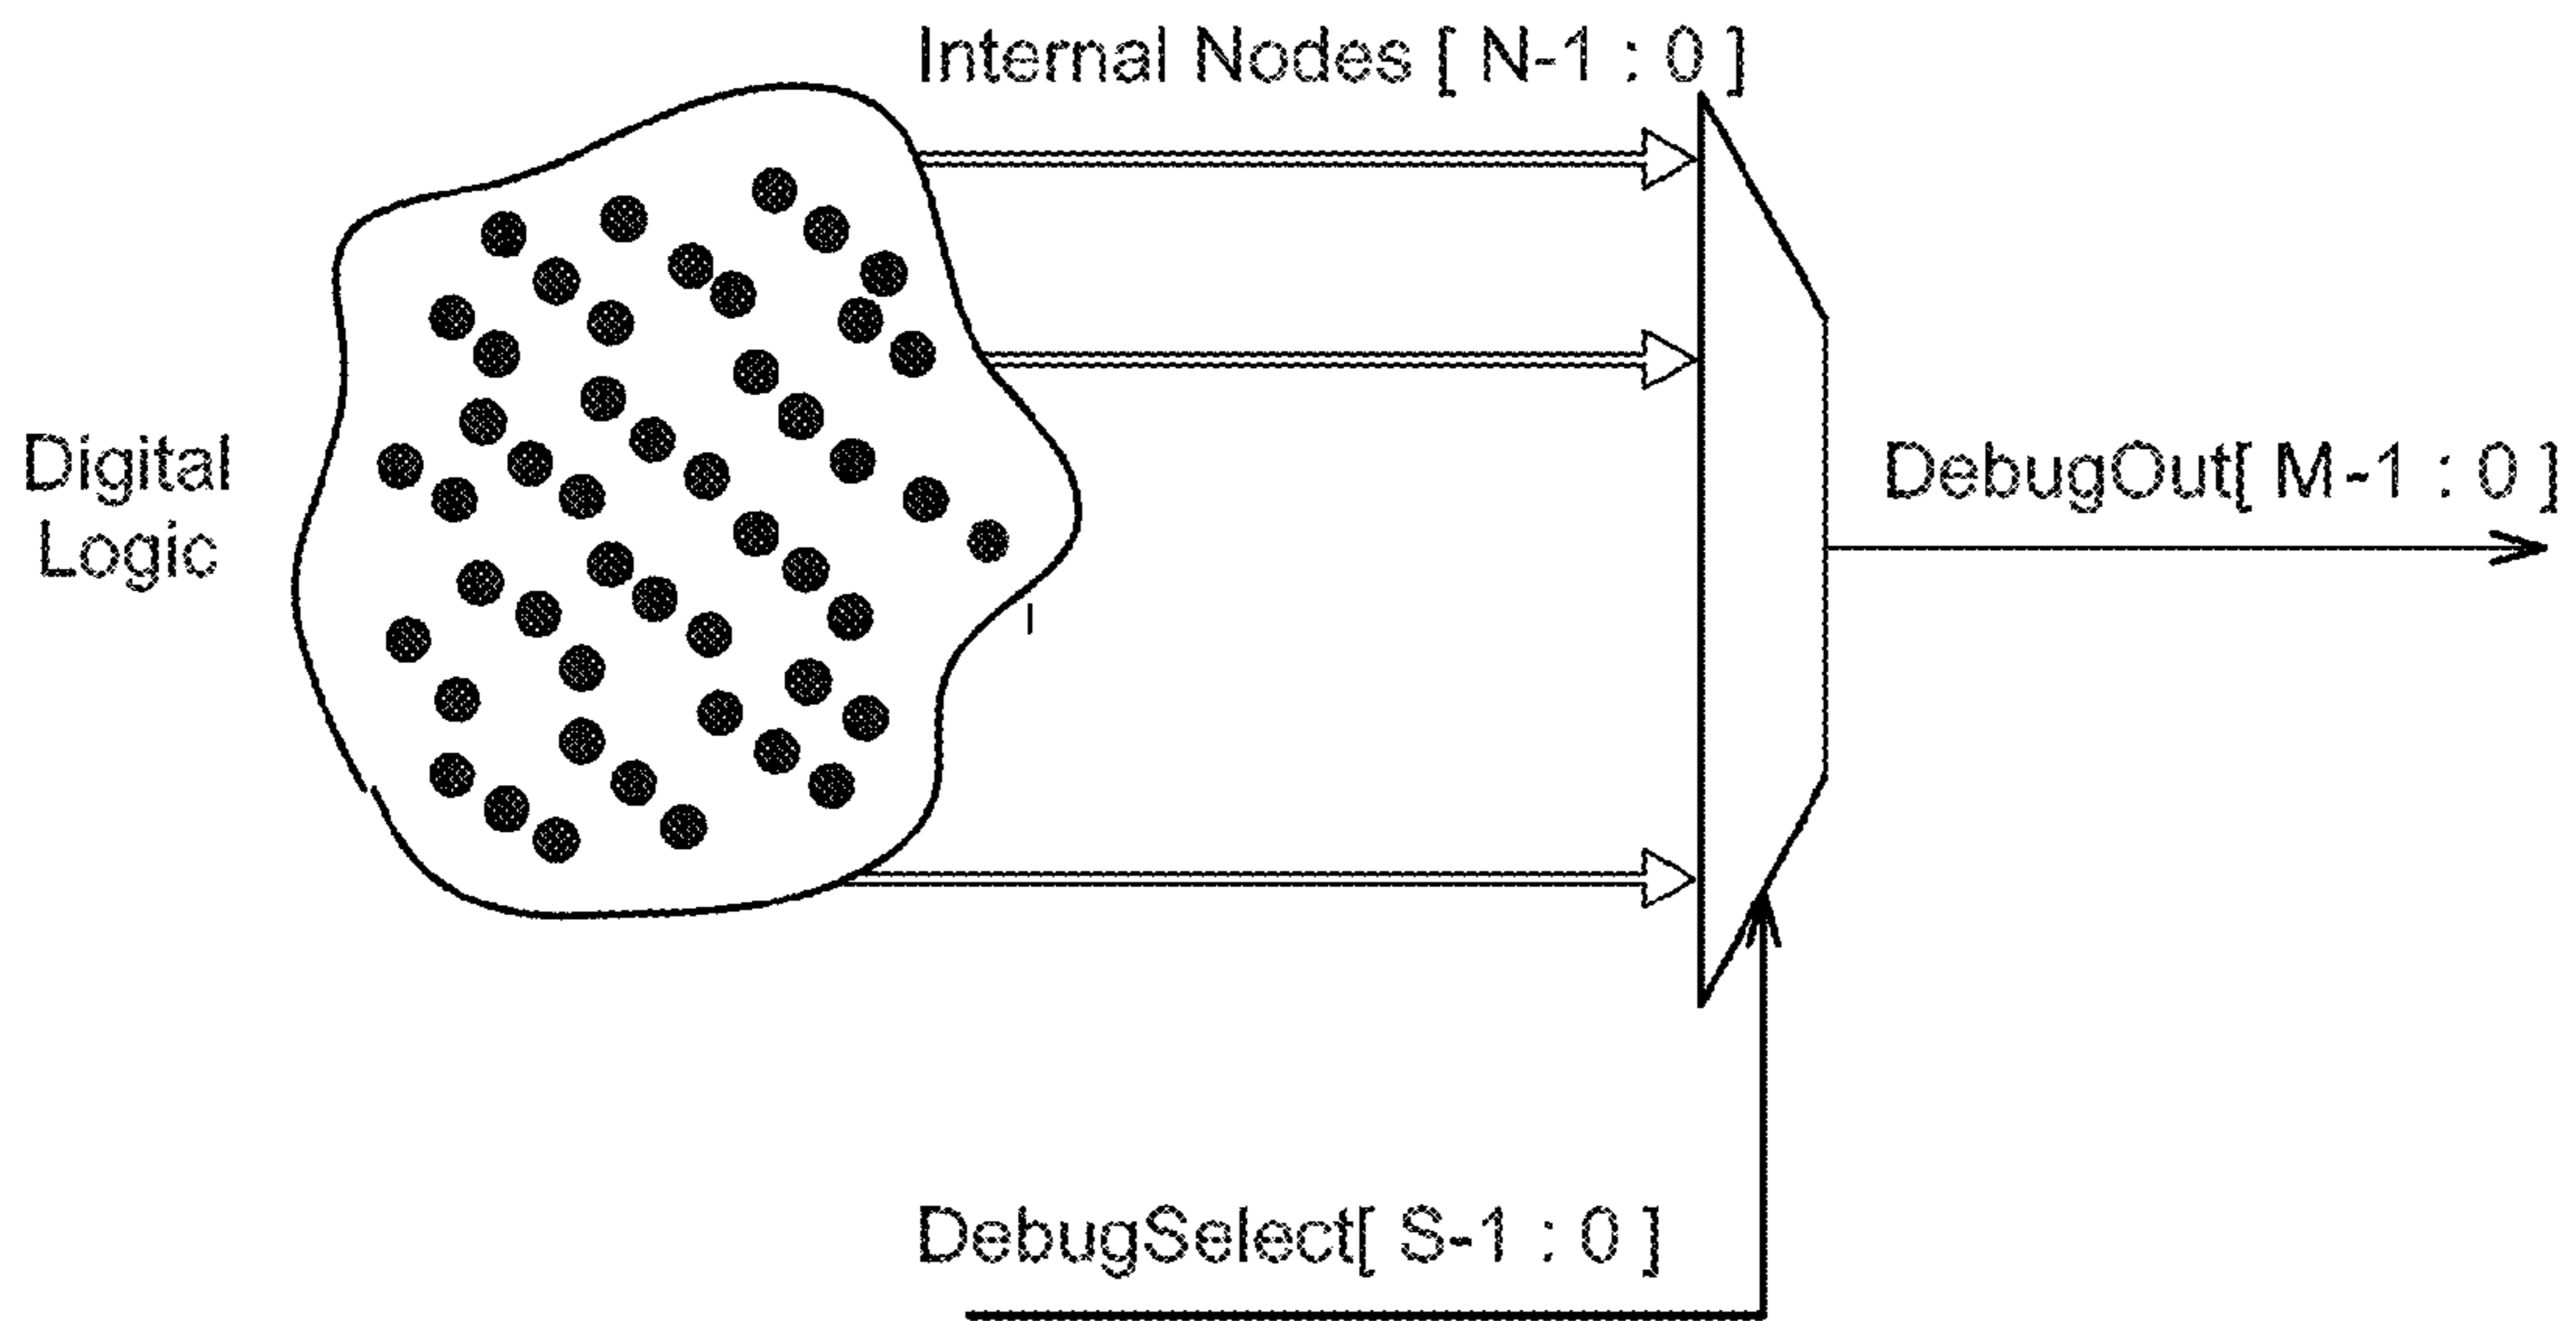 Internal Nodes [ N-1 : 0 ]
Digital
Logic
DebugOut[ M-1 : 0 ]
DebugSelect[ S-1 : 0 ]